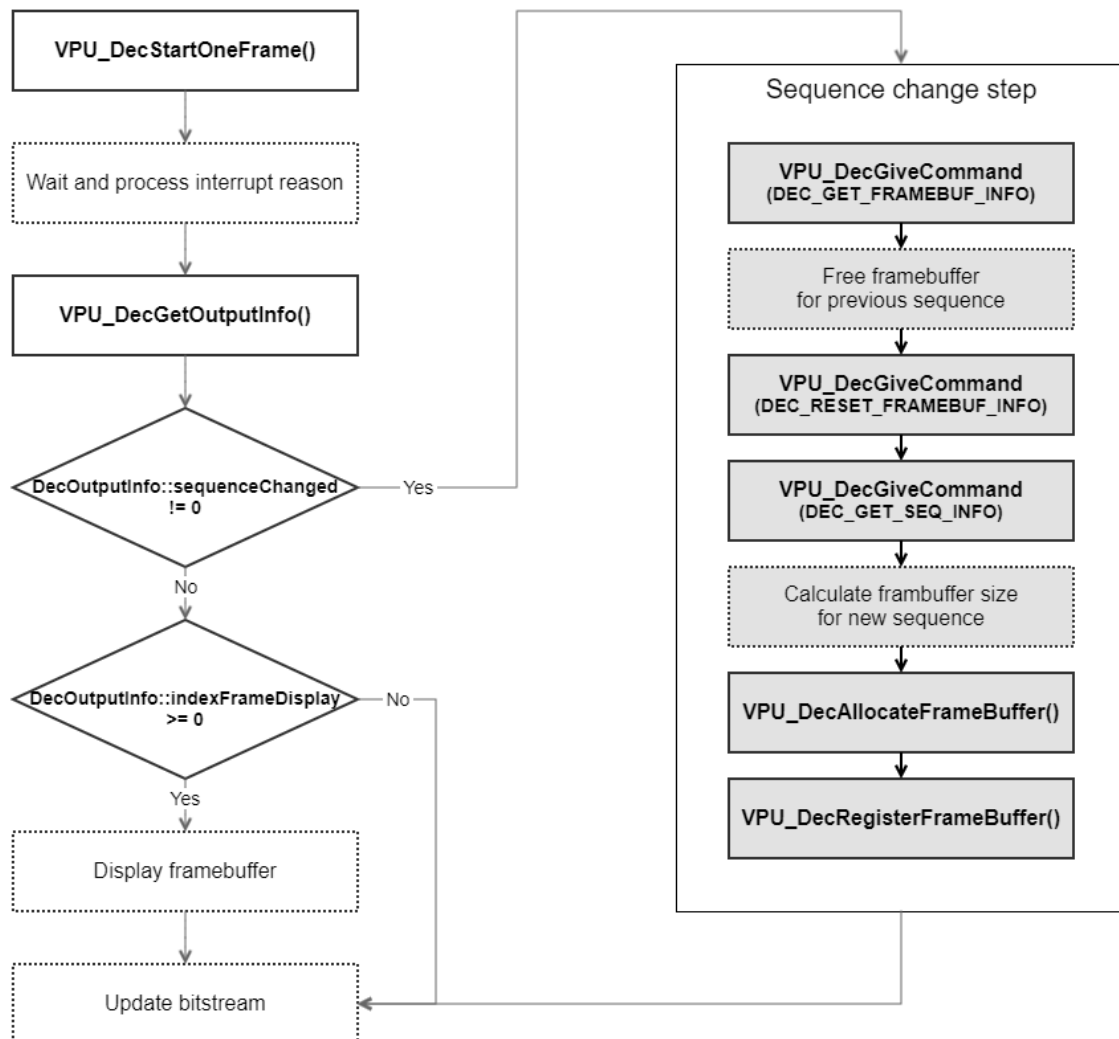 VPU_DecStartOneFrame()
Wait and process interrupt reason
VPU_DecGetOutputInfo()
DecOutputInfo::sequenceChanged
!= 0
Yes
No
DecOutputInfo::indexFrameDisplay
>= 0
No
Yes
Display framebuffer
Update bitstream
Sequence change step
VPU_DecGiveCommand
(DEC_GET_FRAMEBUF_INFO)
Free framebuffer
for previous sequence
VPU_DecGiveCommand
(DEC_RESET_FRAMEBUF_INFO)
VPU_DecGiveCommand
(DEC_GET_SEQ_INFO)
Calculate frambuffer size
for new sequence
VPU_DecAllocateFrameBuffer()
VPU_DecRegisterFrameBuffer()